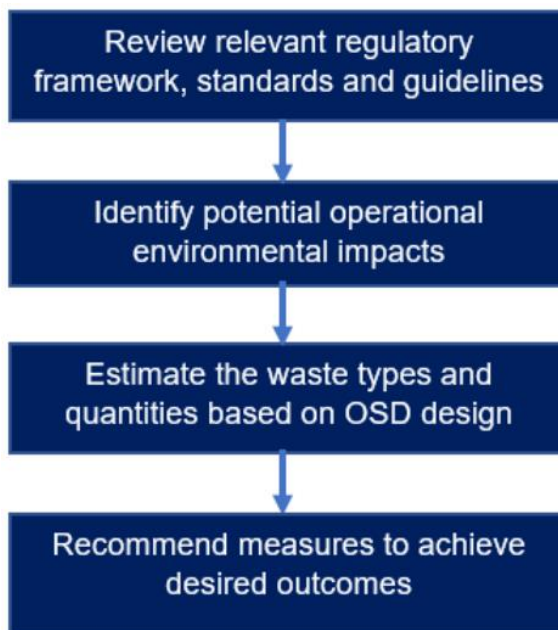 Review relevant regulatory
framework, standards and guidelines
Identify potential operational
environmental impacts
Estimate the waste types and
quantities based on OSD design
Recommend measures to achieve
desired outcomes